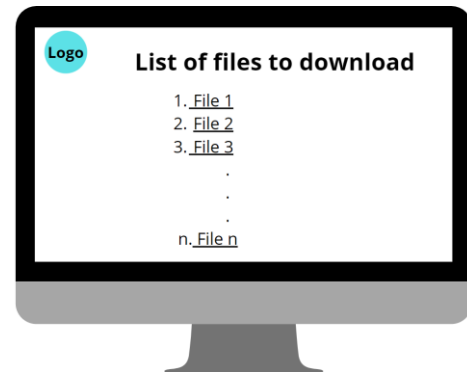 Logo
List of files to download
1. File 1
2. File 2
3. File 3
.
.
.
n. File n